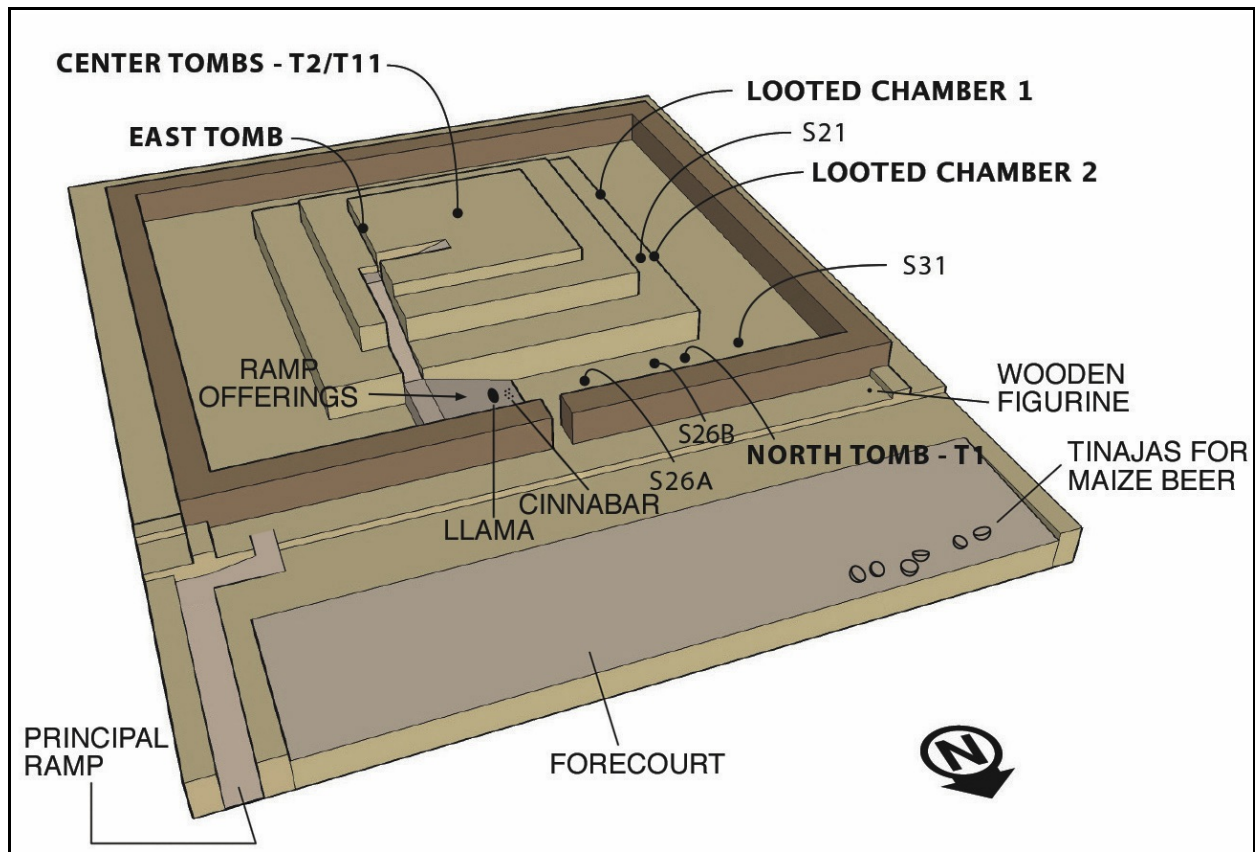 CENTER TOMBS - T2/T11
LOOTED CHAMBER 1
EAST TOMB
S21
LOOTED CHAMBER 2
S31
RAMP
OFFERINGS
WOODEN
FIGURINE
S26B
NORTH TOMB - T1
S26A
TINAJAS FOR
MAIZE BEER
CINNABAR
LLAMA
PRINCIPAL
RAMP
FORECOURT
N